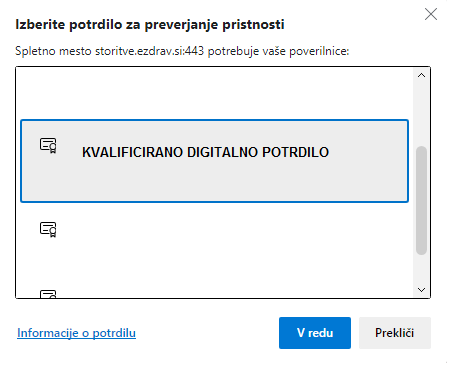 Izberite potrdilo za preverjanje pristnosti
Spletno mesto storitve.ezdrav.si:443 potrebuje vaše poverilnice:
KVALIFICIRANO DIGITALNO POTRDILO
Informacije o potrdilu
V redu
Prekliči